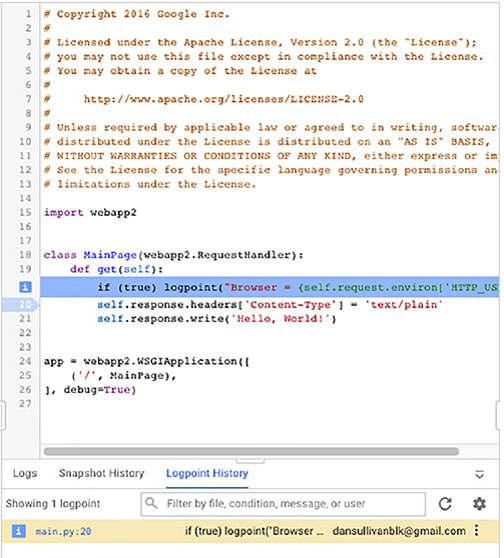 1 # Copyright 2016 Google Inc.
2 #
3 # Licensed under the Apache License, Version 2.0 (the "License");
4 # you may not use this file except in compliance with the License.
5 # You may obtain a copy of the License at
6 #
7 #     http://www.apache.org/licenses/LICENSE-2.0
8 #
9 # Unless required by applicable law or agreed to in writing, softwar
10 # distributed under the License is distributed on an "AS IS" BASIS,
11 # WITHOUT WARRANTIES OR CONDITIONS OF ANY KIND, either express or im
12 # See the License for the specific language governing permissions an
13 # limitations under the License.
14
15 import webapp2
16
17
18 class MainPage(webapp2.RequestHandler):
19     def get(self):
i         if (true) logpoint("Browser = {self.request.environ['HTTP_US
20         self.response.headers['Content-Type'] = 'text/plain'
21         self.response.write('Hello, World!')
22
23
24 app = webapp2.WSGIApplication([
25     ('/', MainPage),
26 ], debug=True)
27
Logs Snapshot History Logpoint History
Showing 1 logpoint Filter by file, condition, message, or user
i main.py:20 if (true) logpoint("Browser ... dansullivanblk@gmail.com